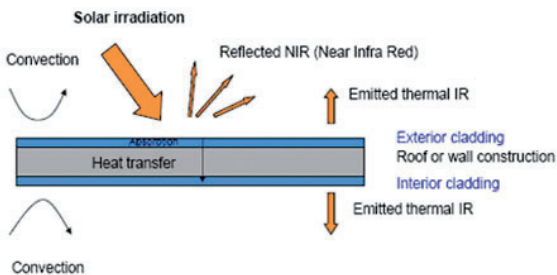 Solar irradiation
Reflected NIR (Near Infra Red)
Convection
Emitted thermal IR
Absorption
Exterior cladding
Heat transfer
Roof or wall construction
Interior cladding
Emitted thermal IR
Convection